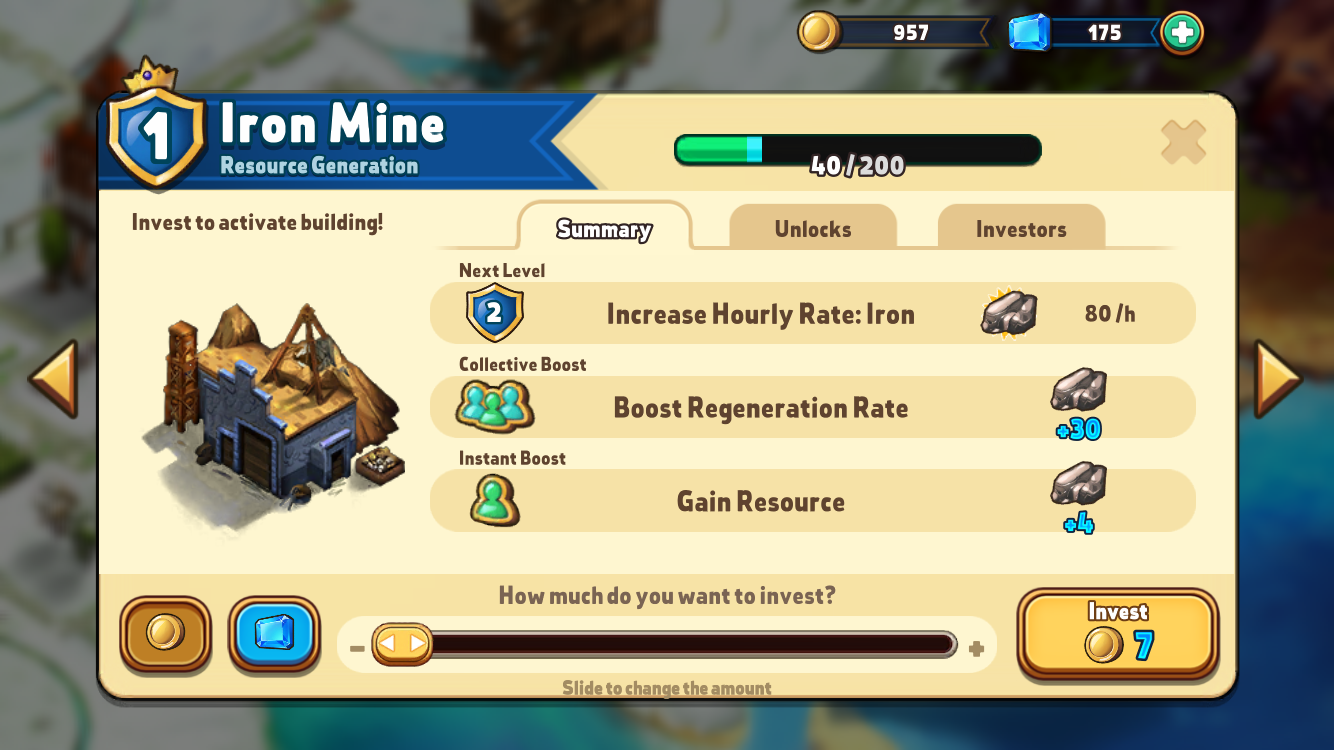 957
175
1
Iron Mine
Resource Generation
40/200
Invest to activate building!
Summary
Unlocks
Investors
Next Level
2
Increase Hourly Rate: Iron
80/h
Collective Boost
Boost Regeneration Rate
+30
Instant Boost
Gain Resource
+4
How much do you want to invest?
Invest
7
Slide to change the amount